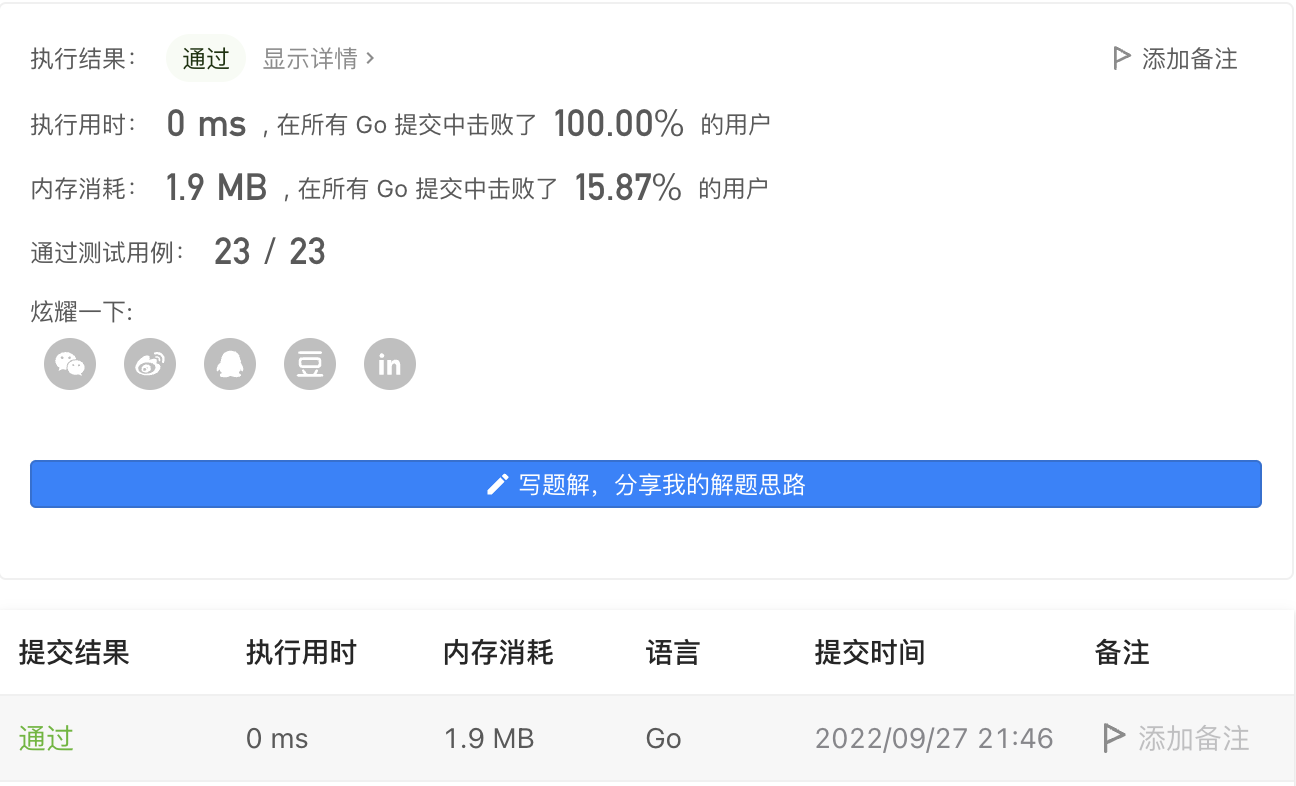 执行结果： 通过 显示详情 › 添加备注
执行用时： 0 ms , 在所有 Go 提交中击败了 100.00% 的用户
内存消耗： 1.9 MB , 在所有 Go 提交中击败了 15.87% 的用户
通过测试用例： 23 / 23
炫耀一下:
豆 in
写题解，分享我的解题思路
提交结果 执行用时 内存消耗 语言 提交时间 备注
通过 0 ms 1.9 MB Go 2022/09/27 21:46 添加备注